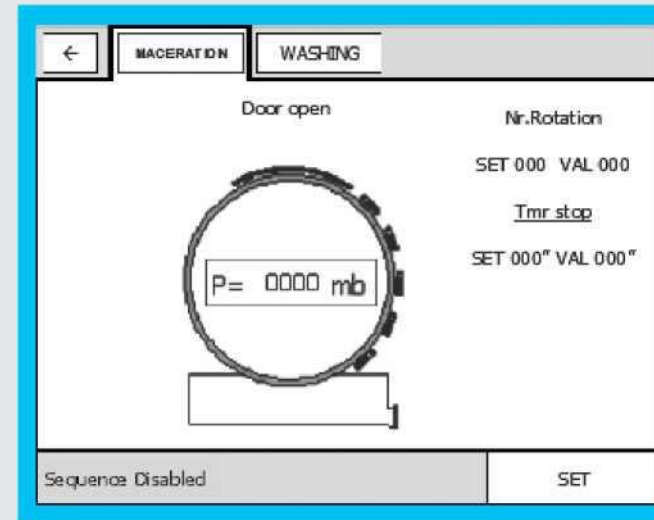 ← MACERATION WASHING
Door open
Nr.Rotation
SET 000 VAL 000
Tmr stop
SET 000" VAL 000"
P= 0000 mb
Sequence Disabled SET